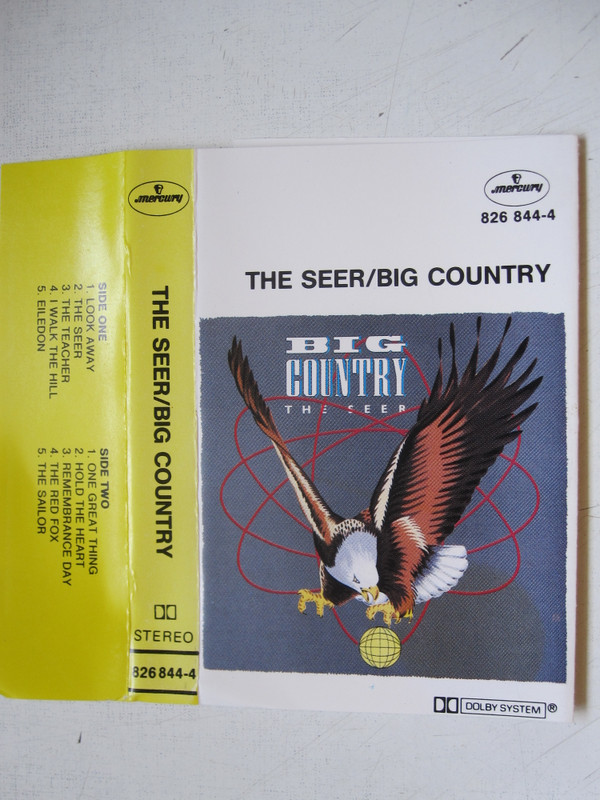 SIDE ONE
1. LOOK AWAY
2. THE SEER
3. THE TEACHER
4. I WALK THE HILL
5. EILEDON
SIDE TWO
1. ONE GREAT THING
2. HOLD THE HEART
3. REMEMBRANCE DAY
4. THE RED FOX
5. THE SAILOR
mercury
THE SEER/BIG COUNTRY
STEREO
826 844-4
mercury
826 844-4
THE SEER/BIG COUNTRY
BIG
COUNTRY
THE SEER
DOLBY SYSTEM ®